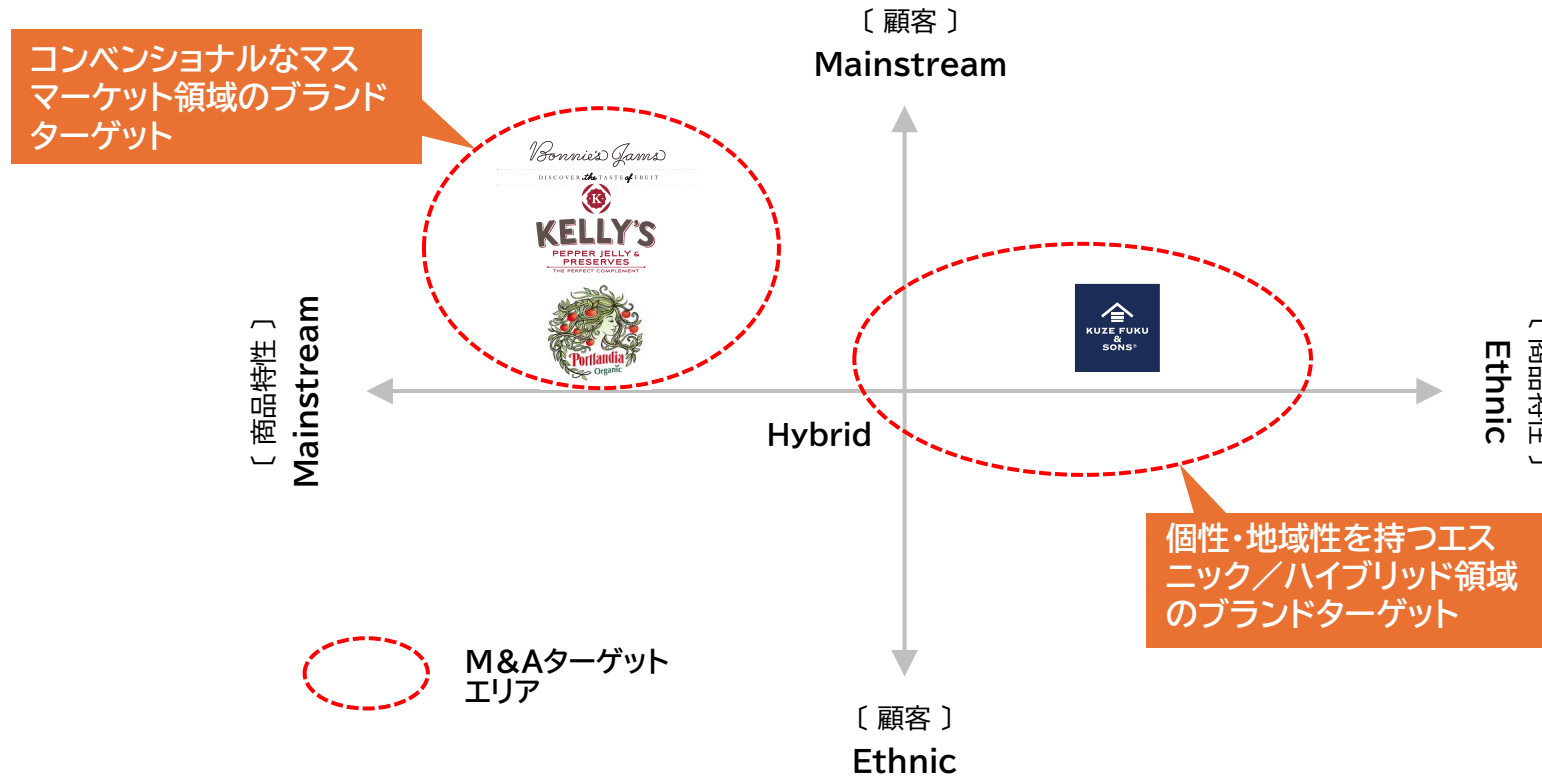 〔 顧客 〕
Mainstream
コンベンショナルなマス
マーケット領域のブランド
ターゲット
Bonnie's Jams
DISCOVER the TASTE of FRUIT
K
KELLY'S
PEPPER JELLY &
PRESERVES
THE PERFECT COMPLEMENT
Portlandia
Organic
KUZE FUKU
&
SONS®
〔 商品特性 〕
Mainstream
Hybrid
Ethnic
〔 商品特性 〕
個性・地域性を持つエス
ニック／ハイブリッド領域
のブランドターゲット
M&Aターゲット
エリア
〔 顧客 〕
Ethnic